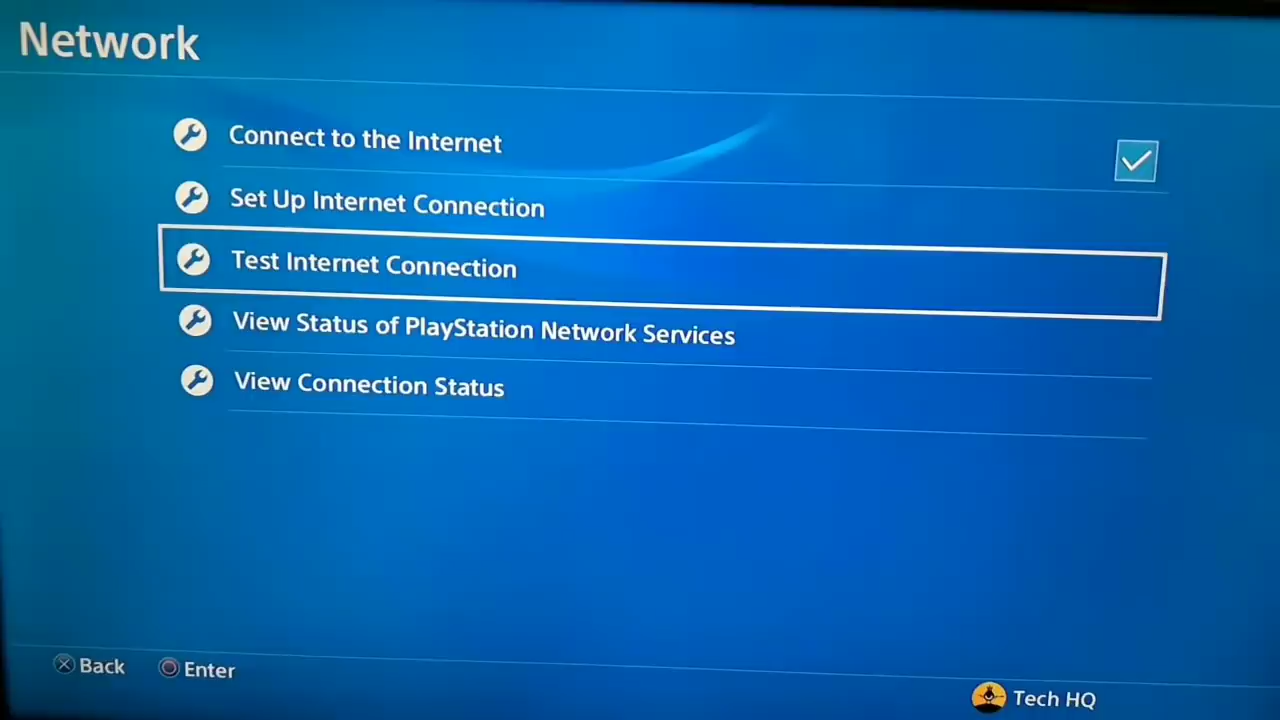 Network
Connect to the Internet
Set Up Internet Connection
Test Internet Connection
View Status of PlayStation Network Services
View Connection Status
Back
Enter
Tech HQ